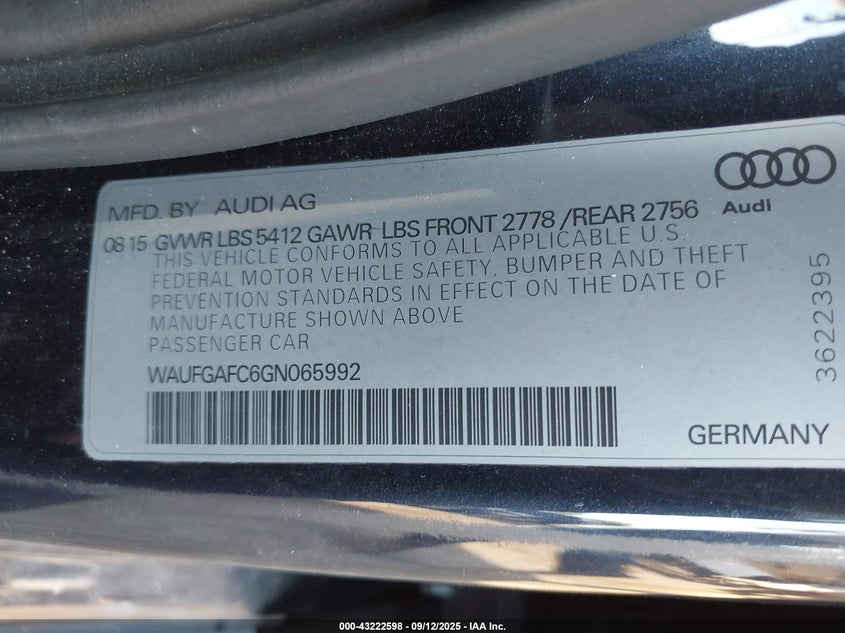 MFD. BY AUDI AG
Audi
08 15 GVWR LBS 5412 GAWR LBS FRONT 2778 /REAR 2756
THIS VEHICLE CONFORMS TO ALL APPLICABLE U.S.
FEDERAL MOTOR VEHICLE SAFETY, BUMPER AND THEFT
PREVENTION STANDARDS IN EFFECT ON THE DATE OF
MANUFACTURE SHOWN ABOVE
PASSENGER CAR
WAUFGAFC6GN065992
3622395
GERMANY
000-43222598 - 09/12/2025 - IAA Inc.